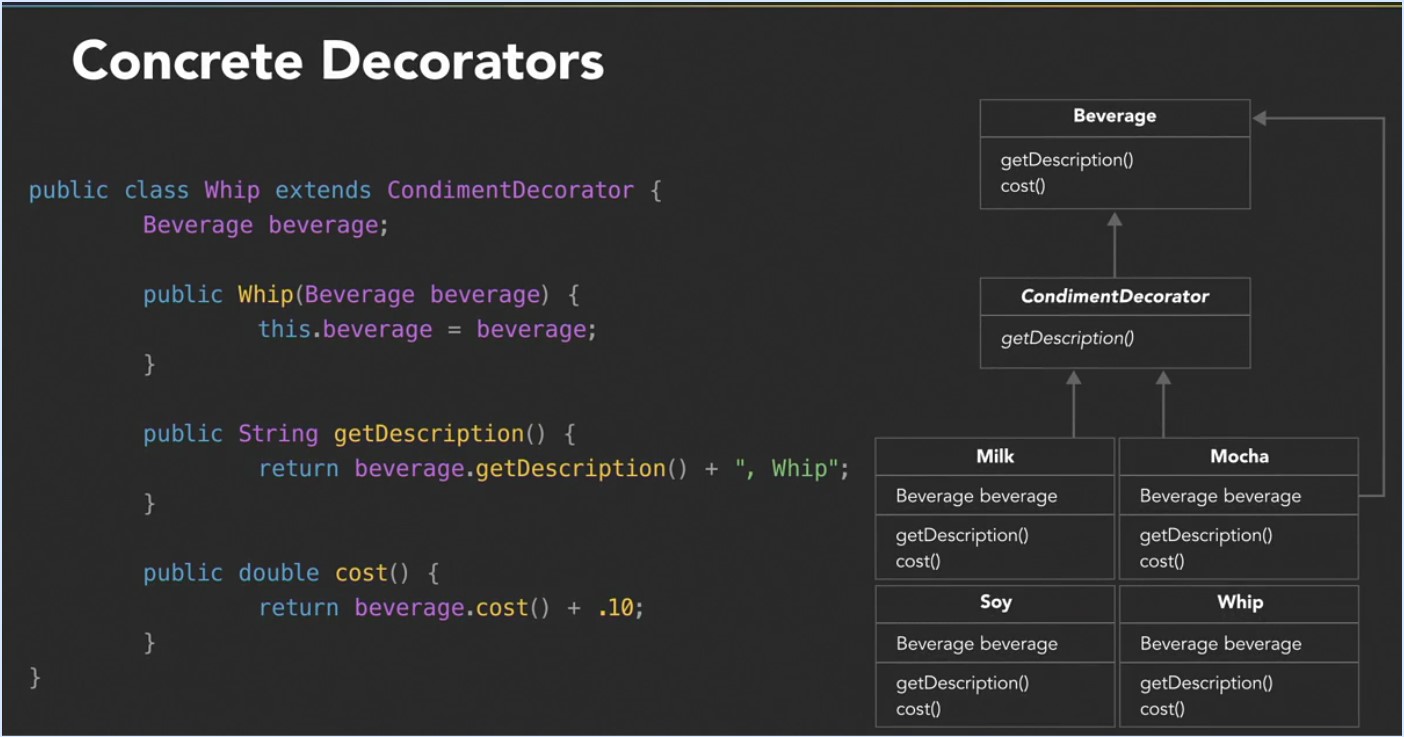 Concrete Decorators
public class Whip extends CondimentDecorator {
Beverage beverage;
public Whip(Beverage beverage) {
this.beverage = beverage;
}
public String getDescription() {
return beverage.getDescription() + ", Whip";
}
public double cost() {
return beverage.cost() + .10;
}
}
Beverage
getDescription()
cost()
CondimentDecorator
getDescription()
Milk
Beverage beverage
getDescription()
cost()
Mocha
Beverage beverage
getDescription()
cost()
Soy
Beverage beverage
getDescription()
cost()
Whip
Beverage beverage
getDescription()
cost()